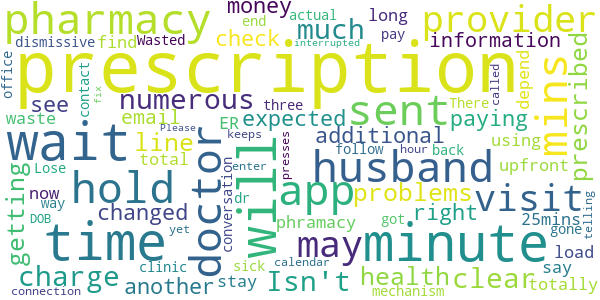 pharmacy
money
actual
long
provider
end
much
pay
dismissive
find
Wasted
check
information
interrupted
prescription
office
contact
fix
numerous
three
called
depend
mins
prescribed
see
email
ER
expected
sent
paying
There
waste
wait
line
additional
using
Please
keeps
follow
hour
back
total
doctor
conversation
husband
upfront
Lose
hold
enter
presses
will
app
problems
visit
getting
now
way
changed
dr
phramacy
got
right
25mins
telling
DOB
time
may
minute
gone
yet
load
charge
clinic
sick
calendar
health
clear
say
another
stay
Isn't
totally
connection
mechanism